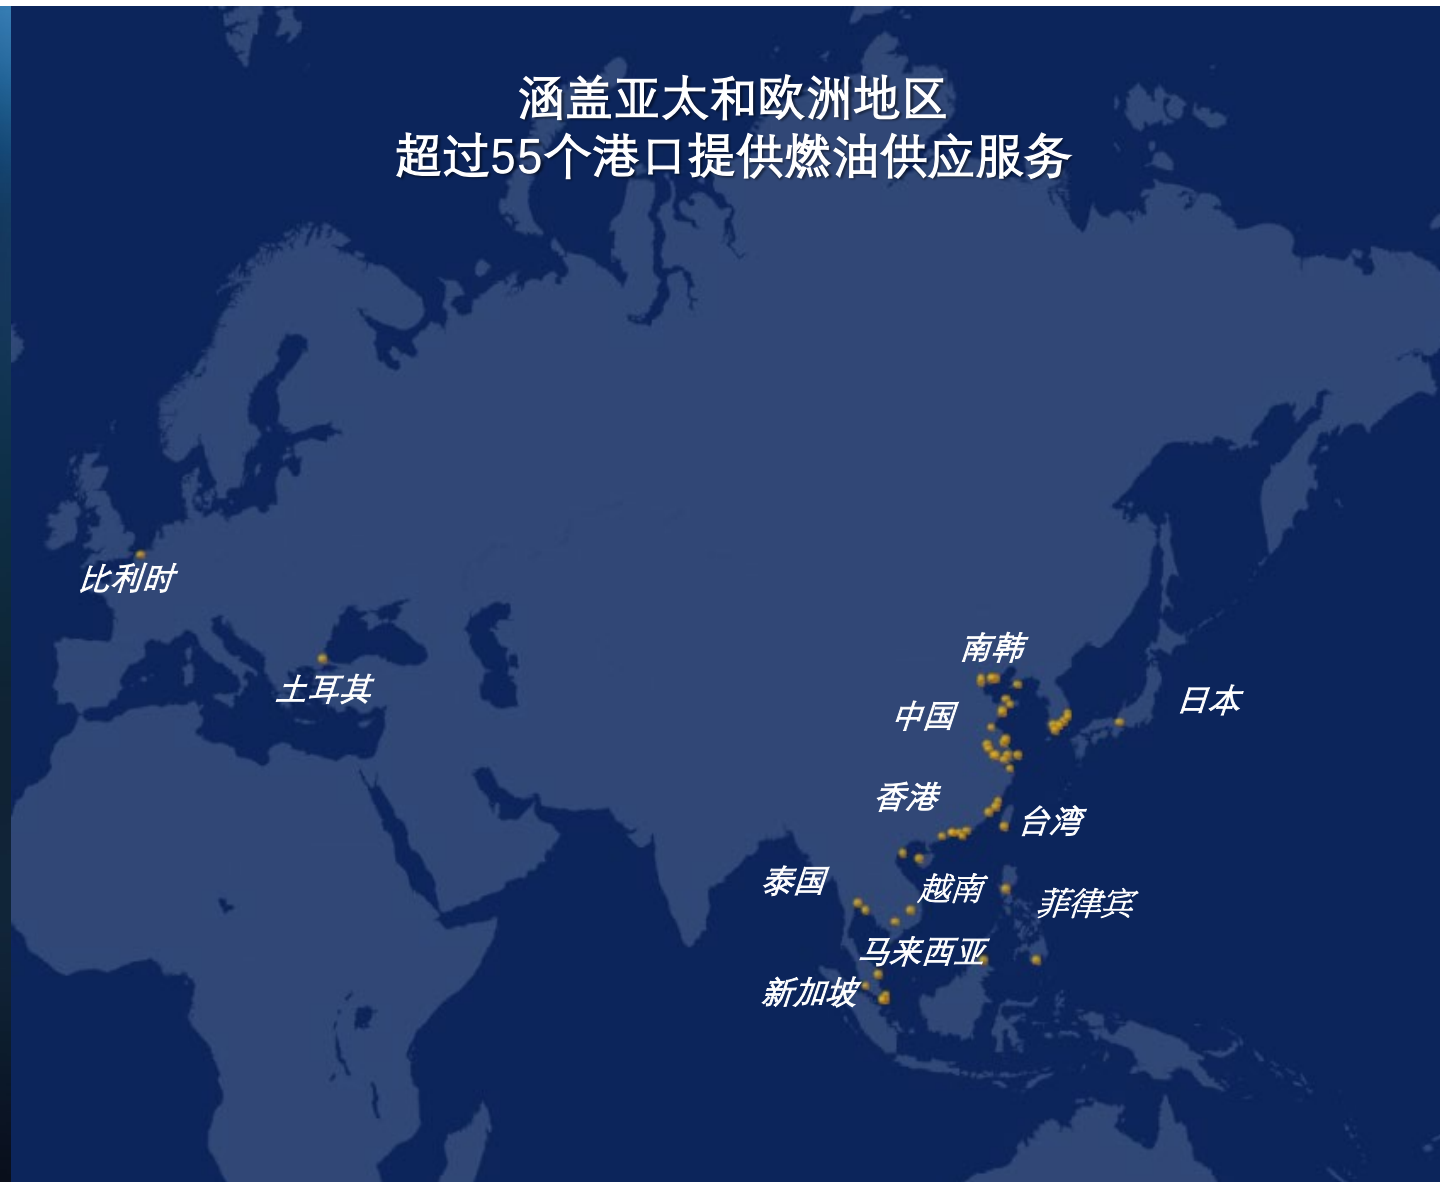 涵盖亚太和欧洲地区
超过55个港口提供燃油供应服务
比利时
土耳其
南韩
中国
日本
香港
台湾
泰国
越南
菲律宾
马来西亚
新加坡